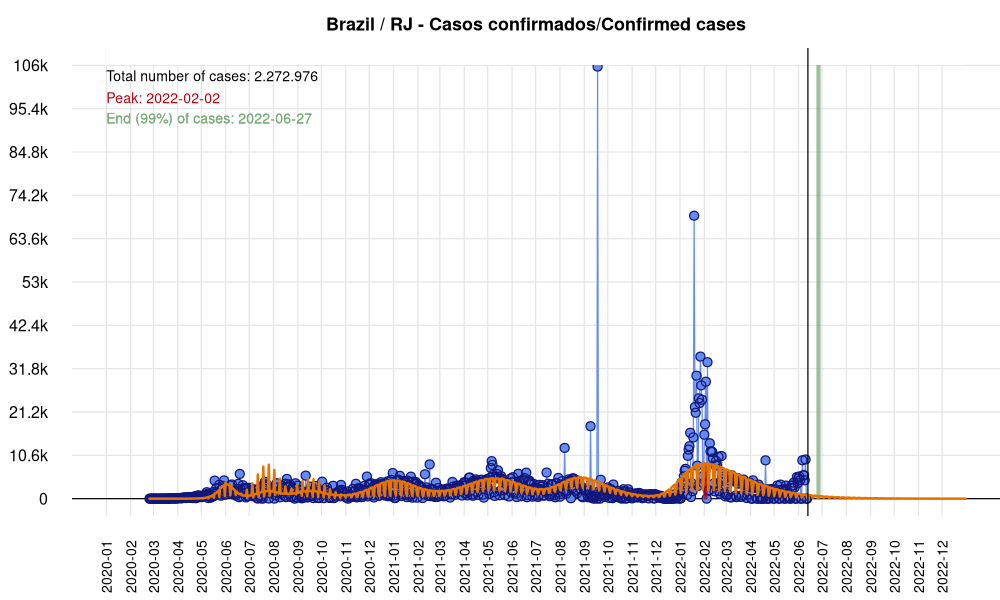 Brazil / RJ - Casos confirmados/Confirmed cases
Total number of cases: 2.272.976
Peak: 2022-02-02
End (99%) of cases: 2022-06-27
106k
95.4k
84.8k
74.2k
63.6k
53k
42.4k
31.8k
21.2k
10.6k
0
2020-01
2020-02
2020-03
2020-04
2020-05
2020-06
2020-07
2020-08
2020-09
2020-10
2020-11
2020-12
2021-01
2021-02
2021-03
2021-04
2021-05
2021-06
2021-07
2021-08
2021-09
2021-10
2021-11
2021-12
2022-01
2022-02
2022-03
2022-04
2022-05
2022-06
2022-07
2022-08
2022-09
2022-10
2022-11
2022-12